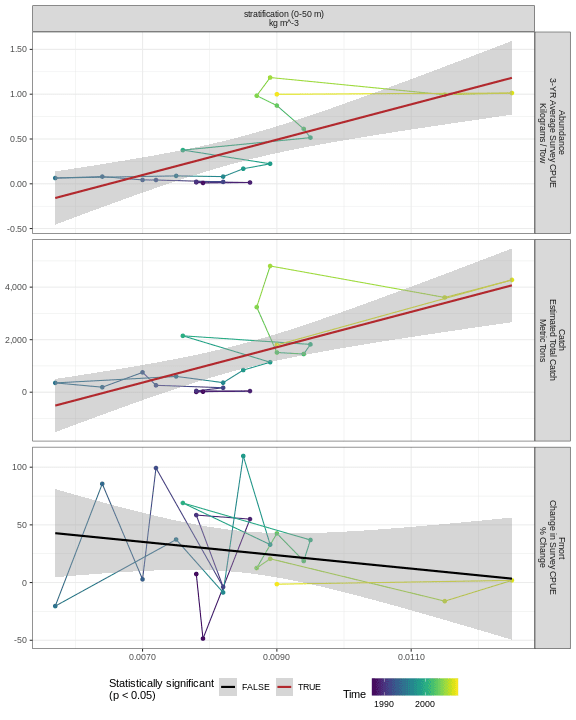 stratification (0-50 m)
kg m^-3
1.50
1.00
0.50
0.00
-0.50
Abundance
3-YR Average Survey CPUE
Kilograms / Tow
4,000
2,000
0
Catch
Estimated Total Catch
Metric Tons
100
50
0
-50
Fmort
Change in Survey CPUE
% Change
0.0070
0.0090
0.0110
Statistically significant
(p < 0.05)
FALSE
TRUE
Time
1990
2000